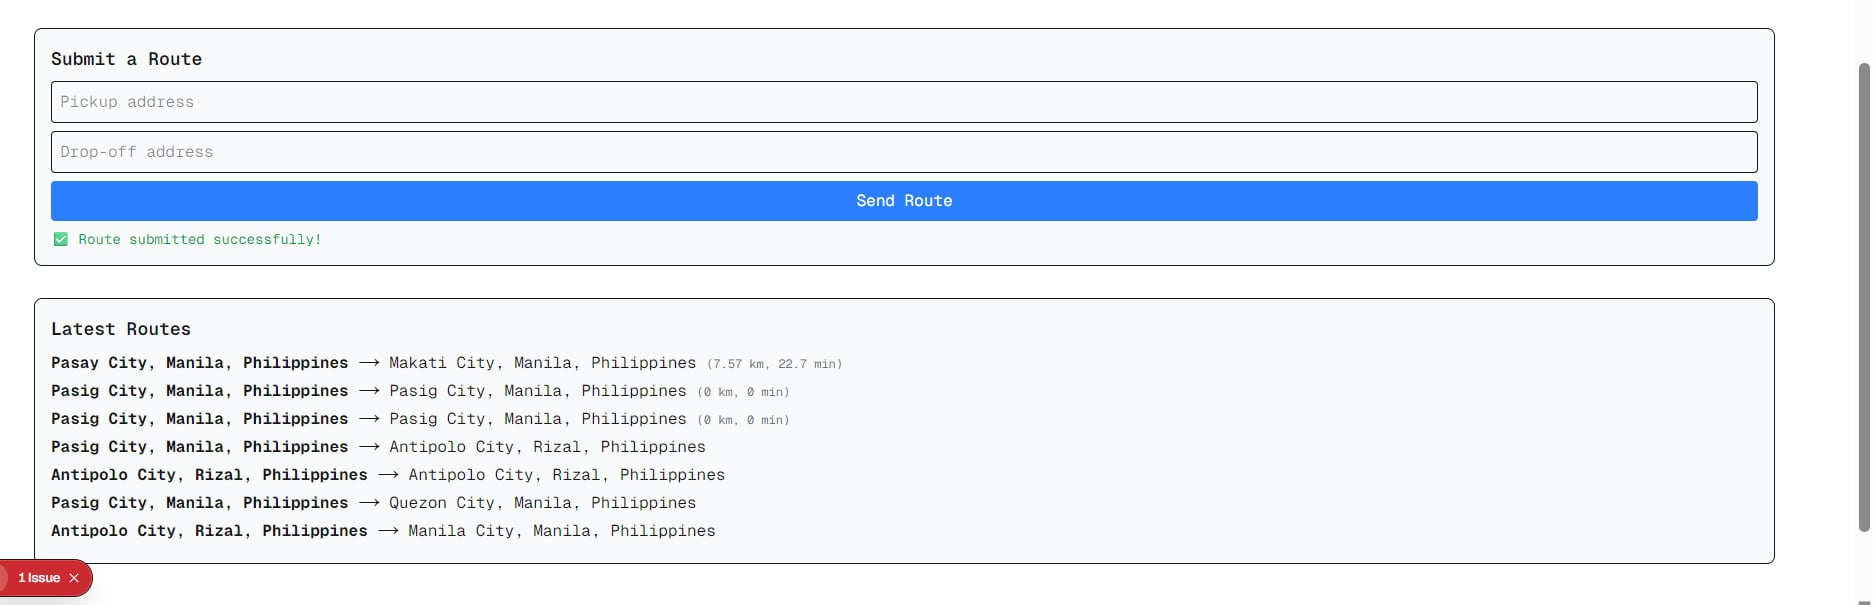 Submit a Route
Pickup address
Drop-off address
Send Route
✅ Route submitted successfully!
Latest Routes
Pasay City, Manila, Philippines → Makati City, Manila, Philippines (7.57 km, 22.7 min)
Pasig City, Manila, Philippines → Pasig City, Manila, Philippines (0 km, 0 min)
Pasig City, Manila, Philippines → Pasig City, Manila, Philippines (0 km, 0 min)
Pasig City, Manila, Philippines → Antipolo City, Rizal, Philippines
Antipolo City, Rizal, Philippines → Antipolo City, Rizal, Philippines
Pasig City, Manila, Philippines → Quezon City, Manila, Philippines
Antipolo City, Rizal, Philippines → Manila City, Manila, Philippines
1 Issue ×